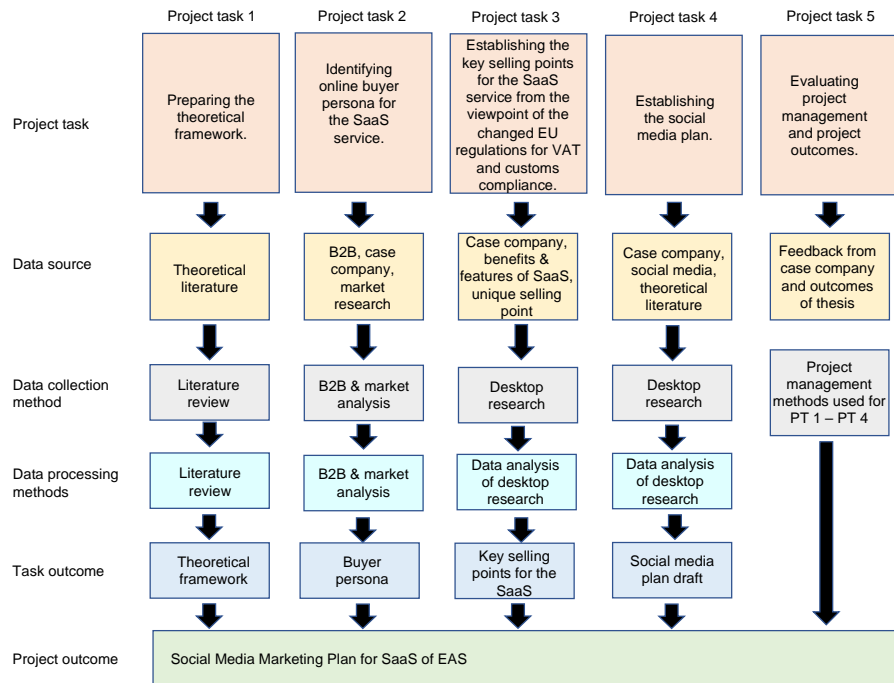 Project task 1
Project task 2
Project task 3
Project task 4
Project task 5
Project task
Preparing the
theoretical
framework.
Identifying
online buyer
persona for
the SaaS
service.
Establishing the
key selling points
for the SaaS
service from the
viewpoint of the
changed EU
regulations for VAT
and customs
compliance.
Establishing
the social
media plan.
Evaluating
project
management
and project
outcomes.
Data source
Theoretical
literature
B2B, case
company,
market
research
Case company,
benefits &
features of SaaS,
unique selling
point
Case company,
social media,
theoretical
literature
Feedback from
case company
and outcomes
of thesis
Data collection
method
Literature
review
B2B & market
analysis
Desktop
research
Desktop
research
Project
management
methods used for
PT 1 – PT 4
Data processing
methods
Literature
review
B2B & market
analysis
Data analysis
of desktop
research
Data analysis
of desktop
research
Task outcome
Theoretical
framework
Buyer
persona
Key selling
points for the
SaaS
Social media
plan draft
Project outcome
Social Media Marketing Plan for SaaS of EAS